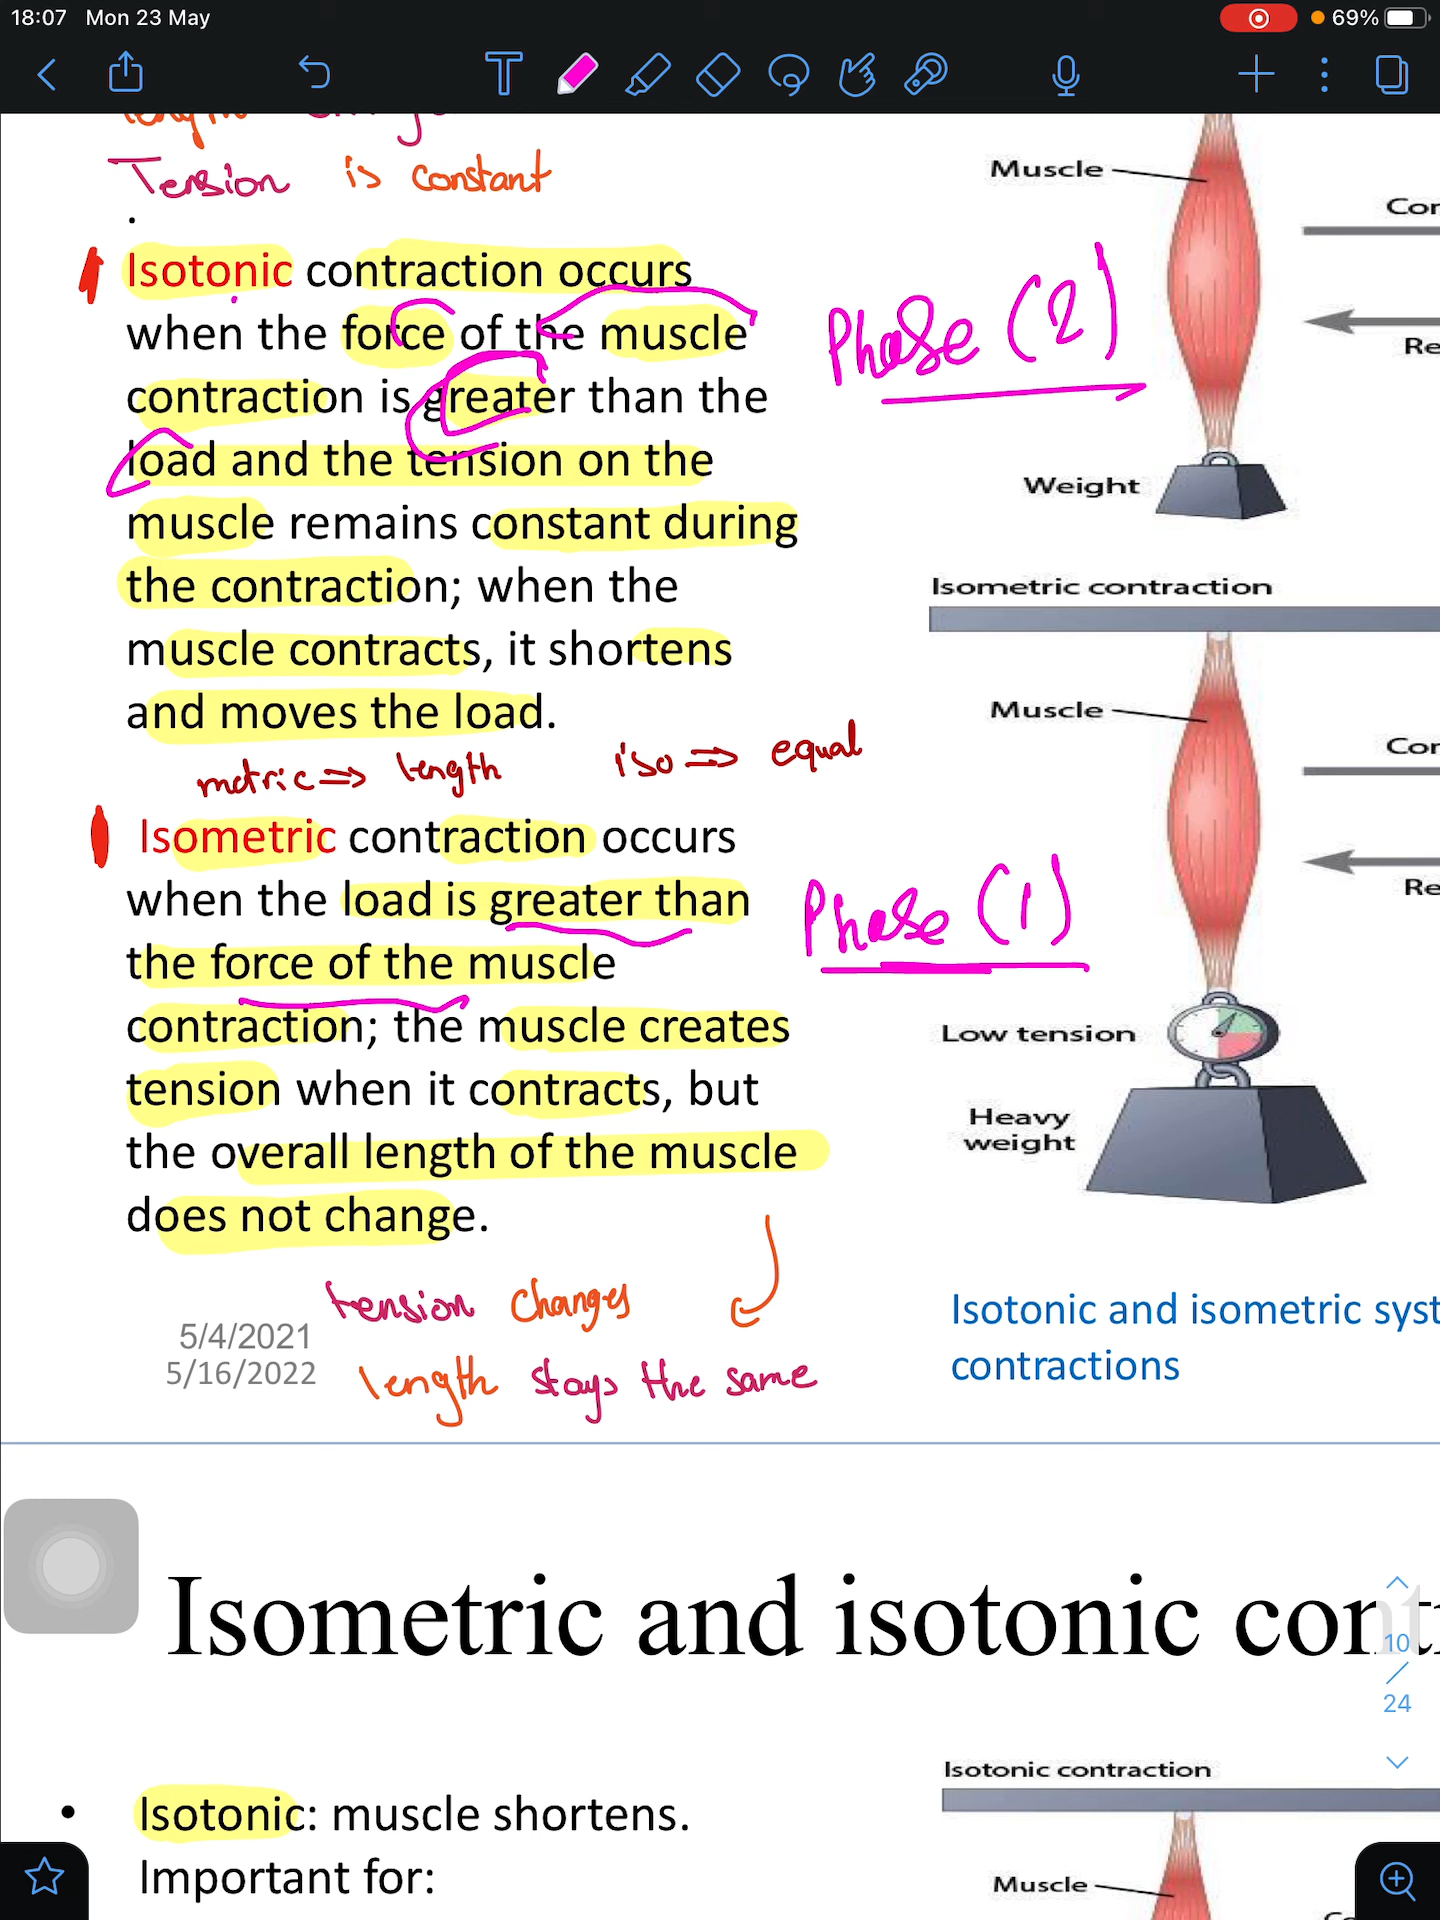 18:07 Mon 23 May
69%
Tension is constant
Isotonic contraction occurs
when the force of the muscle
contraction is greater than the
load and the tension on the
muscle remains constant during
the contraction; when the
muscle contracts, it shortens
and moves the load.
metric => length iso => equal
Isometric contraction occurs
when the load is greater than
the force of the muscle
contraction; the muscle creates
tension when it contracts, but
the overall length of the muscle
does not change.
tension changes
length stays the same
5/4/2021
5/16/2022
Phase (2)
Phase (1)
Muscle
Weight
Isometric contraction
Muscle
Low tension
Heavy
weight
Isotonic and isometric
contractions
Isometric and isotonic
10
/
24
• Isotonic: muscle shortens.
Important for:
Isotonic contraction
Muscle